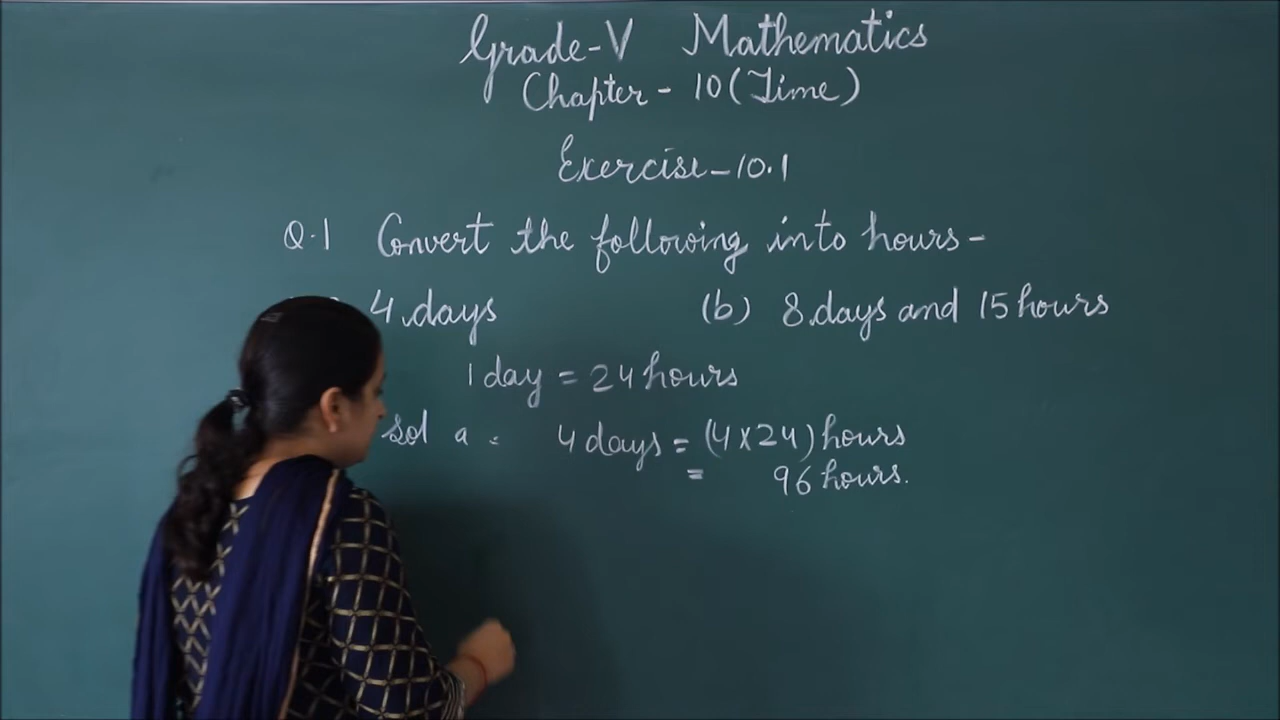 Grade-V Mathematics
Chapter - 10 (Time)
Exercise - 10.1
Q.1 Convert the following into hours -
4 days (b) 8 days and 15 hours
1 day = 24 hours
sol a = 4 days = (4 x 24) hours
= 96 hours.